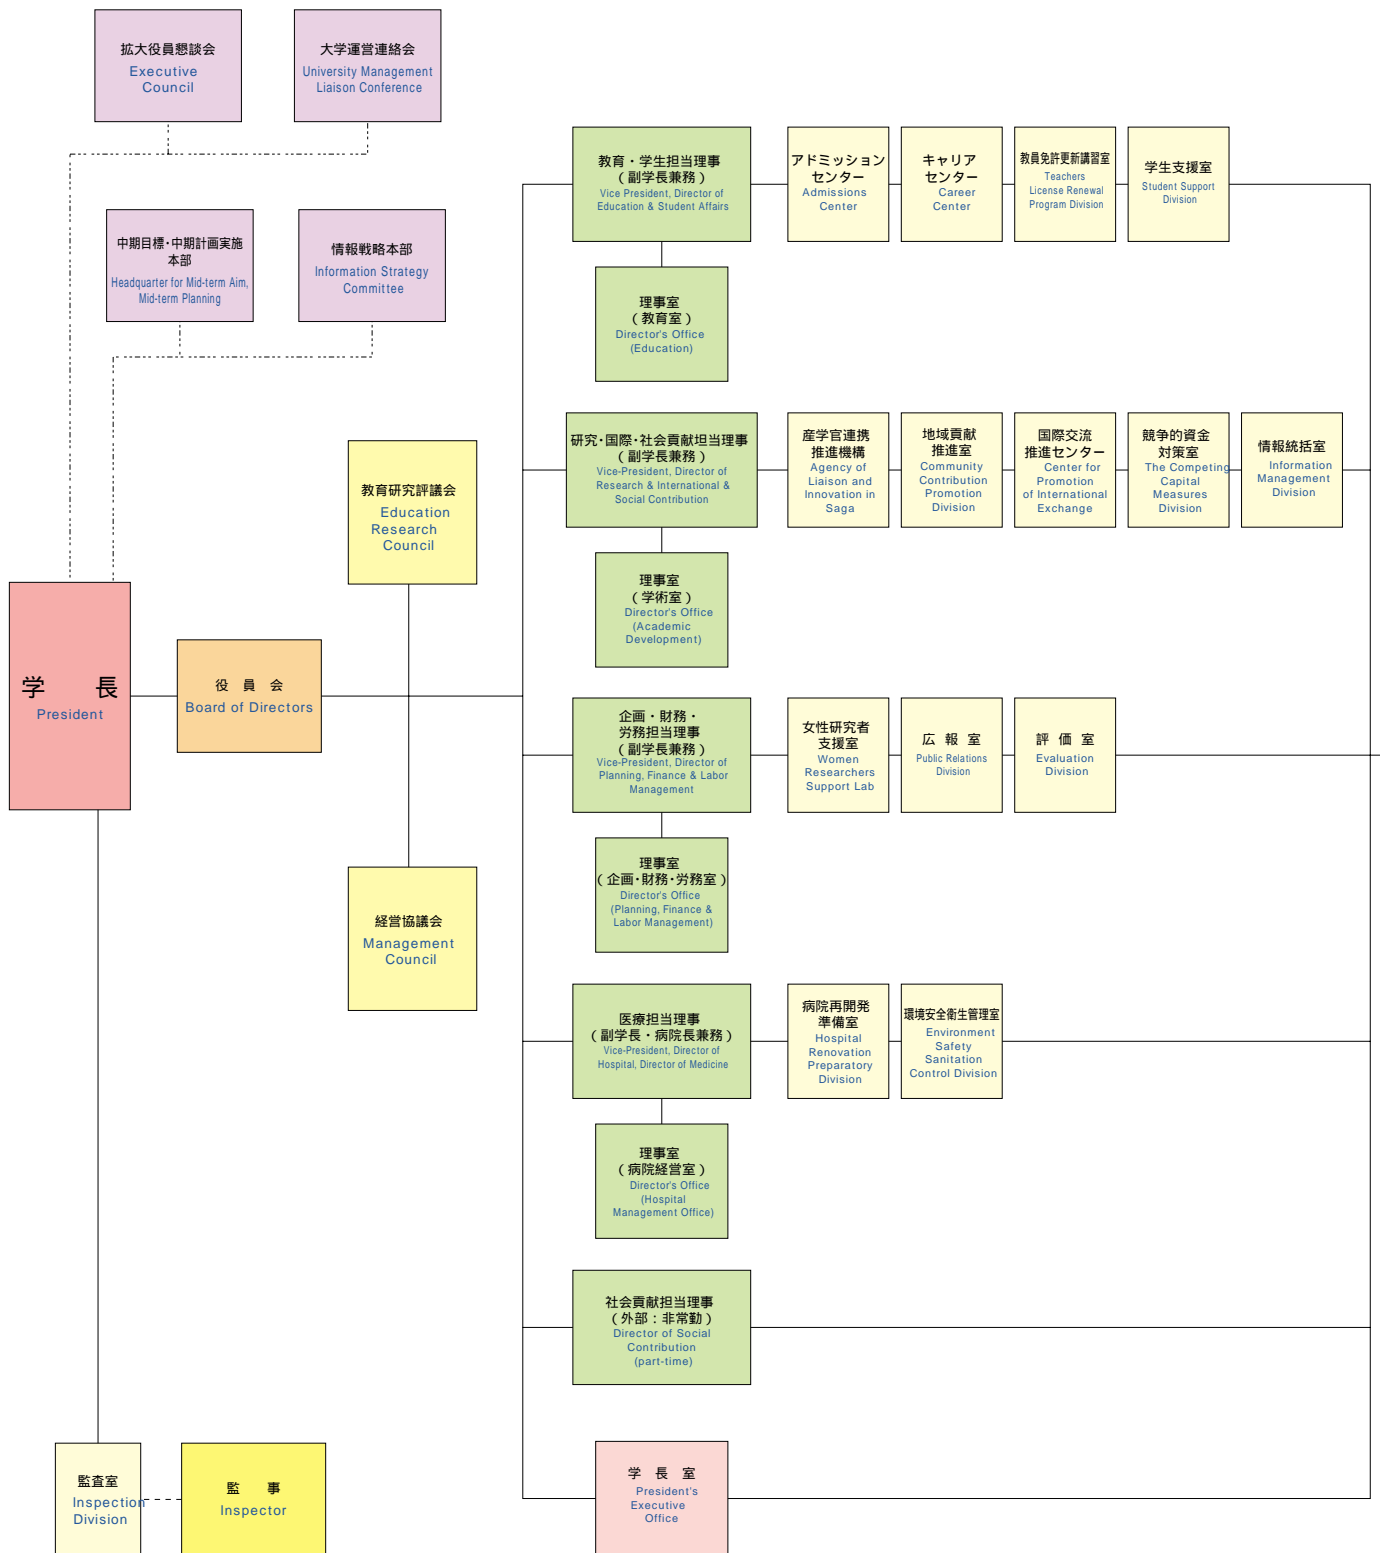 拡大役員懇談会
Executive
Council
大学運営連絡会
University Management
Liaison Conference
中期目標･中期計画実施
本部
Headquarter for Mid-term Aim,
Mid-term Planning
情報戦略本部
Information Strategy
Committee
学　長
President
役　員　会
Board of Directors
教育研究評議会
Education
Research
Council
経営協議会
Management
Council
監査室
Inspection
Division
監　事
Inspector
教育・学生担当理事
（副学長兼務）
Vice President, Director of
Education & Student Affairs
アドミッション
センター
Admissions
Center
キャリア
センター
Career
Center
教員免許更新講習室
Teachers
License Renewal
Program Division
学生支援室
Student Support
Division
理事室
（教育室）
Director's Office
(Education)
研究･国際･社会貢献担当理事
（副学長兼務）
Vice-President, Director of
Research & International &
Social Contribution
産学官連携
推進機構
Agency of
Liaison and
Innovation in
Saga
地域貢献
推進室
Community
Contribution
Promotion
Division
国際交流
推進センター
Center for
Promotion
of International
Exchange
競争的資金
対策室
The Competing
Capital
Measures
Division
情報統括室
Information
Management
Division
理事室
（学術室）
Director's Office
(Academic
Development)
企画・財務・
労務担当理事
（副学長兼務）
Vice-President, Director of
Planning, Finance & Labor
Management
女性研究者
支援室
Women
Researchers
Support Lab
広　報　室
Public Relations
Division
評　価　室
Evaluation
Division
理事室
（企画･財務･労務室）
Director's Office
(Planning, Finance &
Labor Management)
医療担当理事
（副学長・病院長兼務）
Vice-President, Director of
Hospital, Director of Medicine
病院再開発
準備室
Hospital
Renovation
Preparatory
Division
環境安全衛生管理室
Environment
Safety
Sanitation
Control Division
理事室
（病院経営室）
Director's Office
(Hospital
Management Office)
社会貢献担当理事
（外部：非常勤）
Director of Social
Contribution
(part-time)
学　長　室
President's
Executive
Office